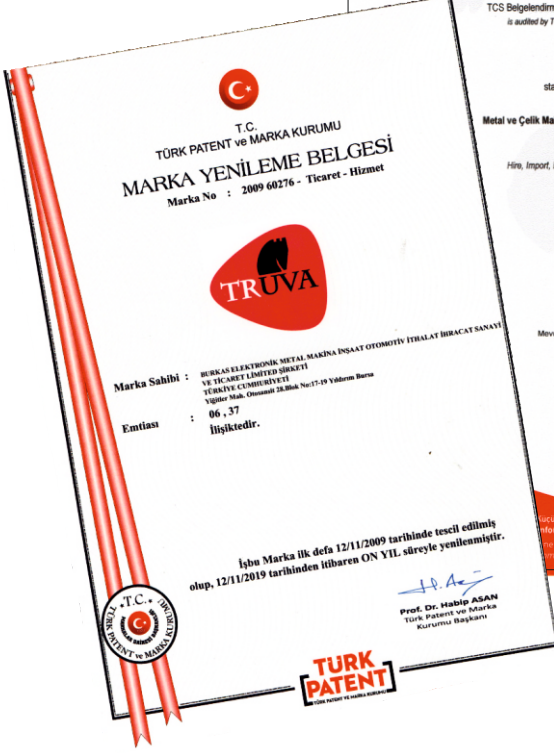 T.C.
TÜRK PATENT ve MARKA KURUMU
MARKA YENİLEME BELGESİ
Marka No : 2009 60276 - Ticaret - Hizmet
TRUVA
Marka Sahibi : BURKAS ELEKTRONİK METAL MAKİNA İNŞAAT OTOMOTİV İTHALAT İHRACAT SANAYİ
VE TİCARET LİMİTED ŞİRKETİ
TÜRKİYE CUMHURİYETİ
Yiğitler Mah. Otosansit 28.Blok No:17-19 Yıldırım Bursa
Emtiası : 06 , 37
İlişiktedir.
İşbu Marka ilk defa 12/11/2009 tarihinde tescil edilmiş
olup, 12/11/2019 tarihinden itibaren ON YIL süreyle yenilenmiştir.
Prof. Dr. Habip ASAN
Türk Patent ve Marka
Kurumu Başkanı
T.C.
TÜRK PATENT ve MARKA KURUMU
TÜRK
PATENT
TÜRK PATENT VE MARKA KURUMU
TCS Belgelendirm
is audited by T
sta
Metal ve Çelik Ma
Hire, Import,
Mev